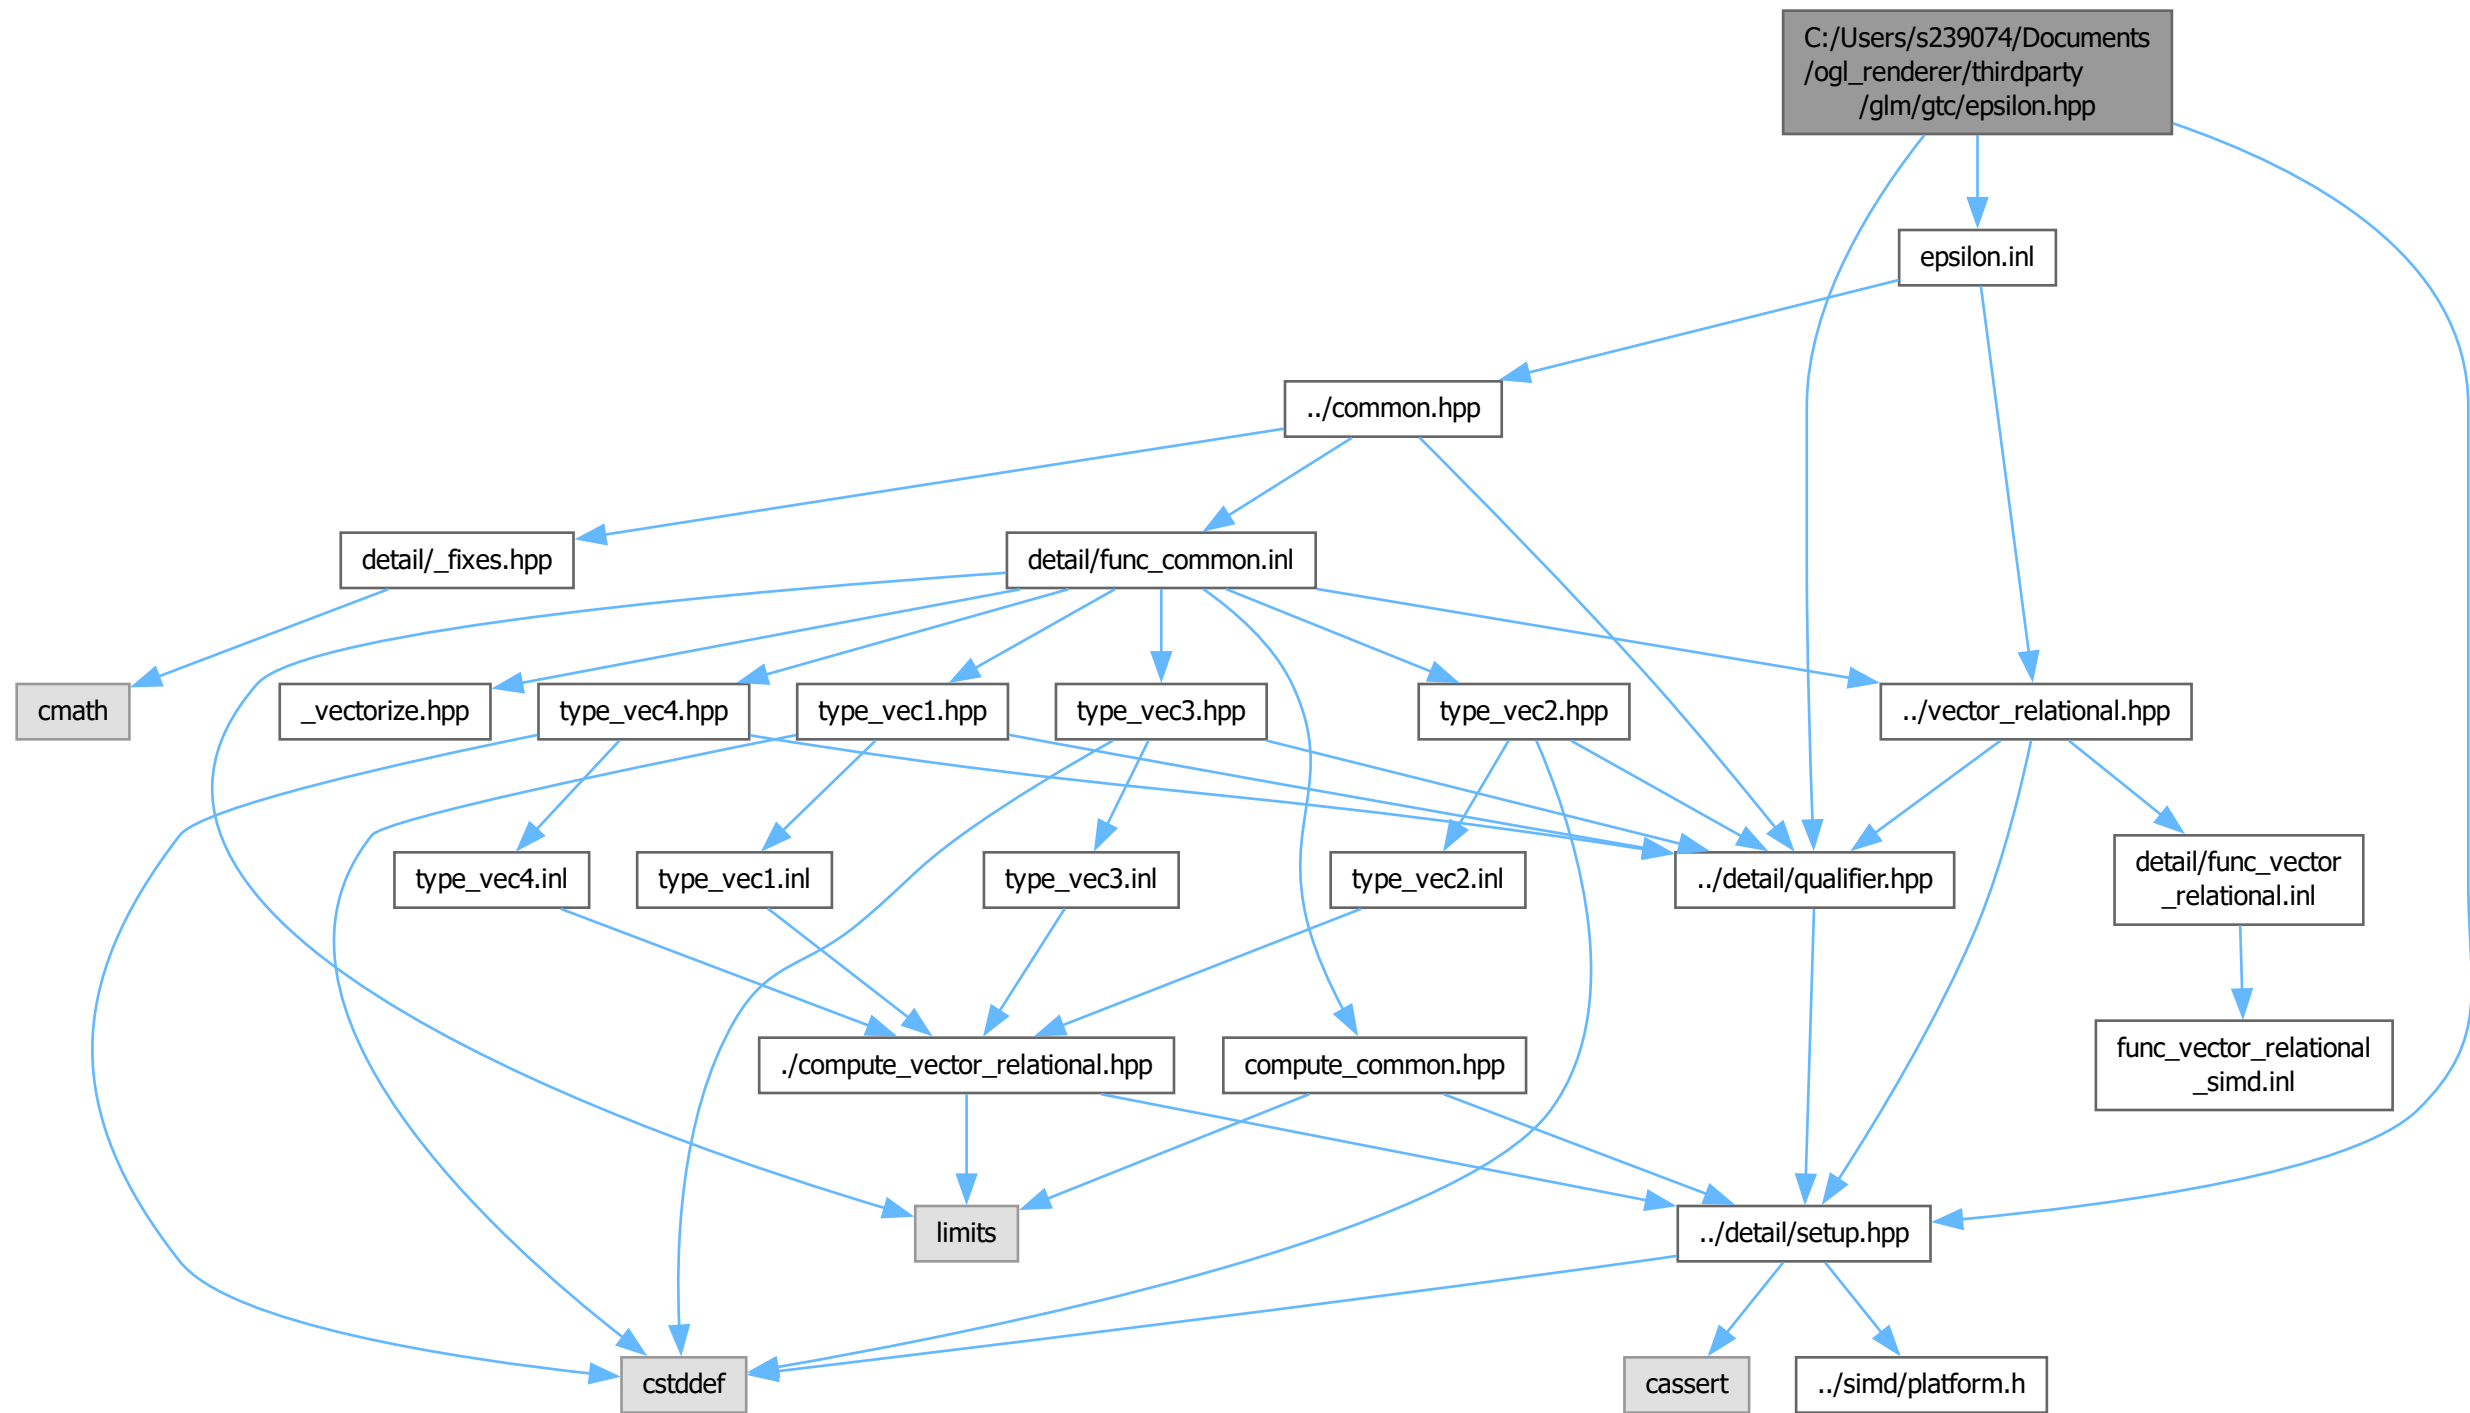 C:/Users/s239074/Documents
/ogl_renderer/thirdparty
/glm/gtc/epsilon.hpp
epsilon.inl
../common.hpp
detail/_fixes.hpp
detail/func_common.inl
cmath
_vectorize.hpp
type_vec4.hpp
type_vec1.hpp
type_vec3.hpp
type_vec2.hpp
../vector_relational.hpp
type_vec4.inl
type_vec1.inl
type_vec3.inl
type_vec2.inl
../detail/qualifier.hpp
detail/func_vector
_relational.inl
./compute_vector_relational.hpp
compute_common.hpp
func_vector_relational
_simd.inl
limits
../detail/setup.hpp
cstddef
cassert
../simd/platform.h